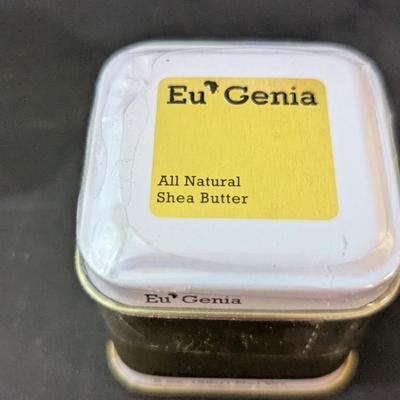 Eu Genia
All Natural
Shea Butter
Eu Genia